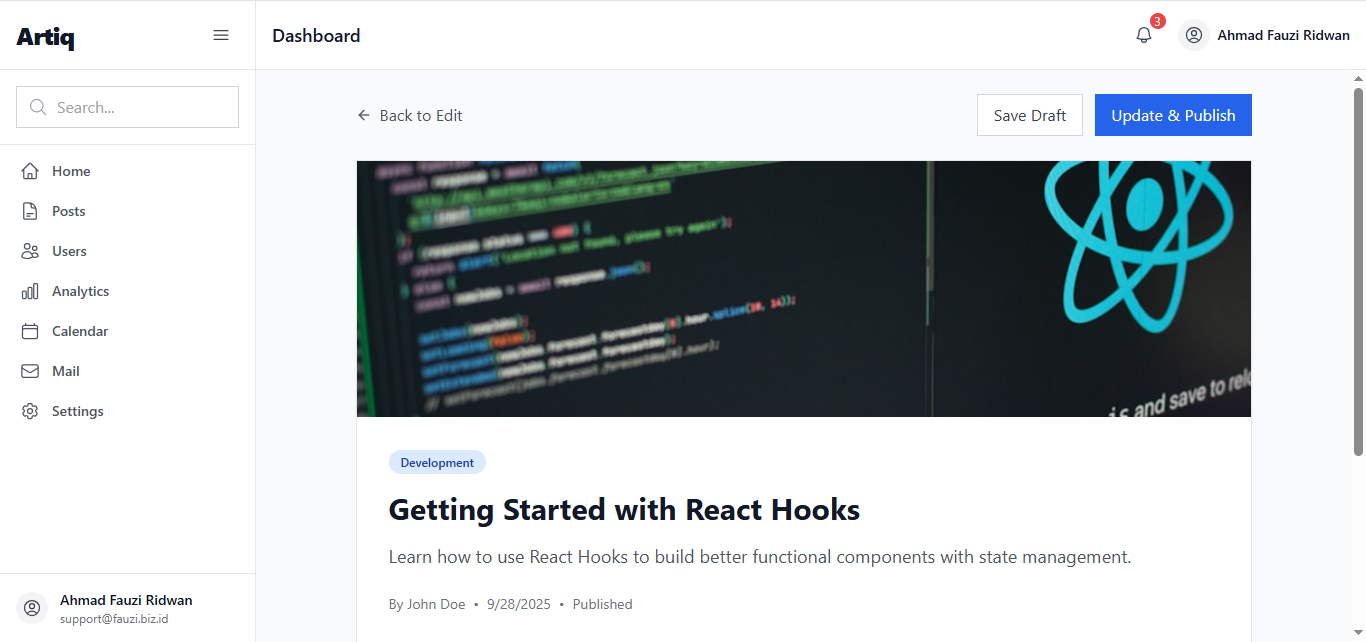 Artiq
Dashboard
3
Ahmad Fauzi Ridwan
Search...
Home
Posts
Users
Analytics
Calendar
Mail
Settings
Ahmad Fauzi Ridwan
support@fauzi.biz.id
Back to Edit
Save Draft
Update & Publish
and save to
Development
Getting Started with React Hooks
Learn how to use React Hooks to build better functional components with state management.
By John Doe • 9/28/2025 • Published